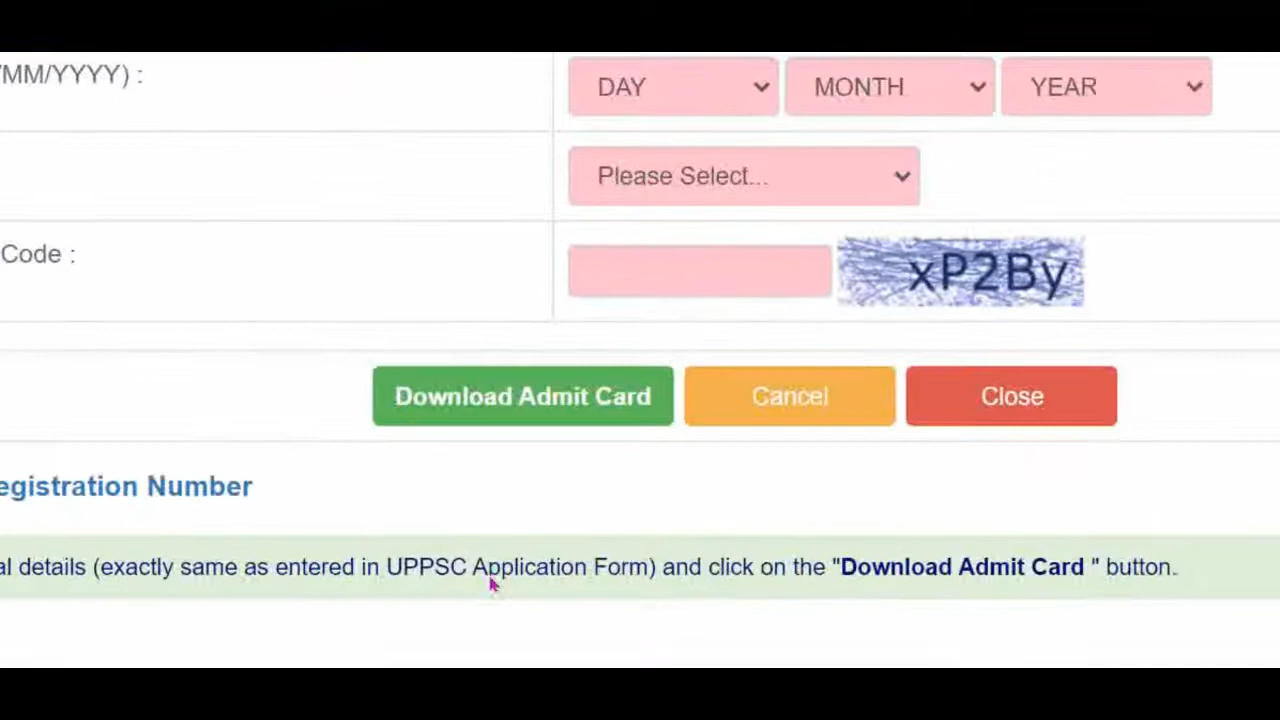 /MM/YYYY) :
DAY MONTH YEAR
Please Select...
Code :
xP2By
Download Admit Card Cancel Close
egistration Number
al details (exactly same as entered in UPPSC Application Form) and click on the "Download Admit Card " button.